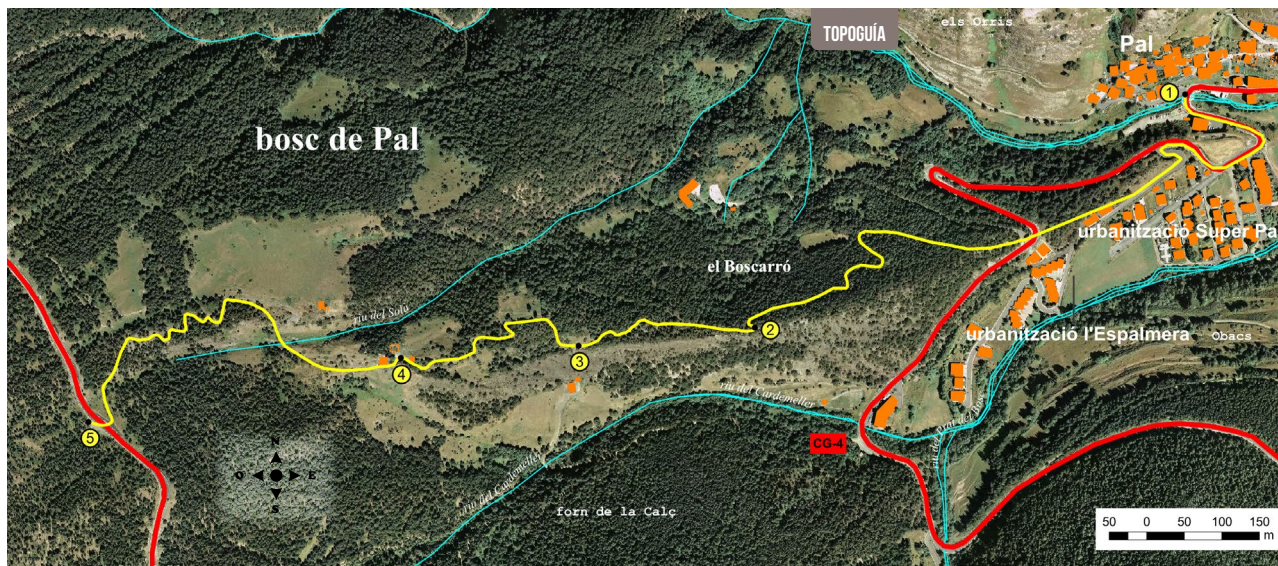 els Orris
TOPOGUÍA
Pal
1
bosc de Pal
urbanització Super Pa
el Boscarró
riu del Solà
2
3
urbanització l'Espalmera
Obacs
4
riu del Cardemeller
5
CG-4
N
O E
S
riu del Cardemeller
forn de la Calç
50 0 50 100 150
m